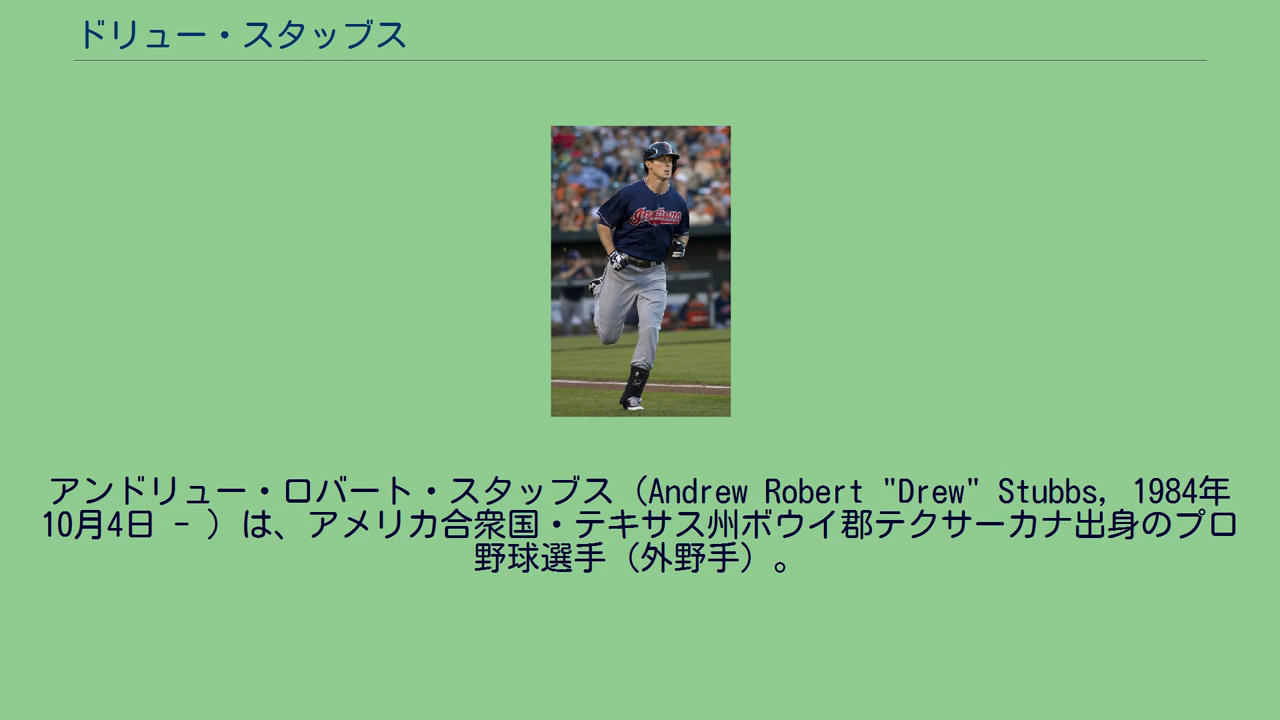 ドリュー・スタッブス
Indians
アンドリュー・ロバート・スタッブス（Andrew Robert "Drew" Stubbs, 1984年
10月4日 - ）は、アメリカ合衆国・テキサス州ボウイ郡テクサーカナ出身のプロ
野球選手（外野手）。